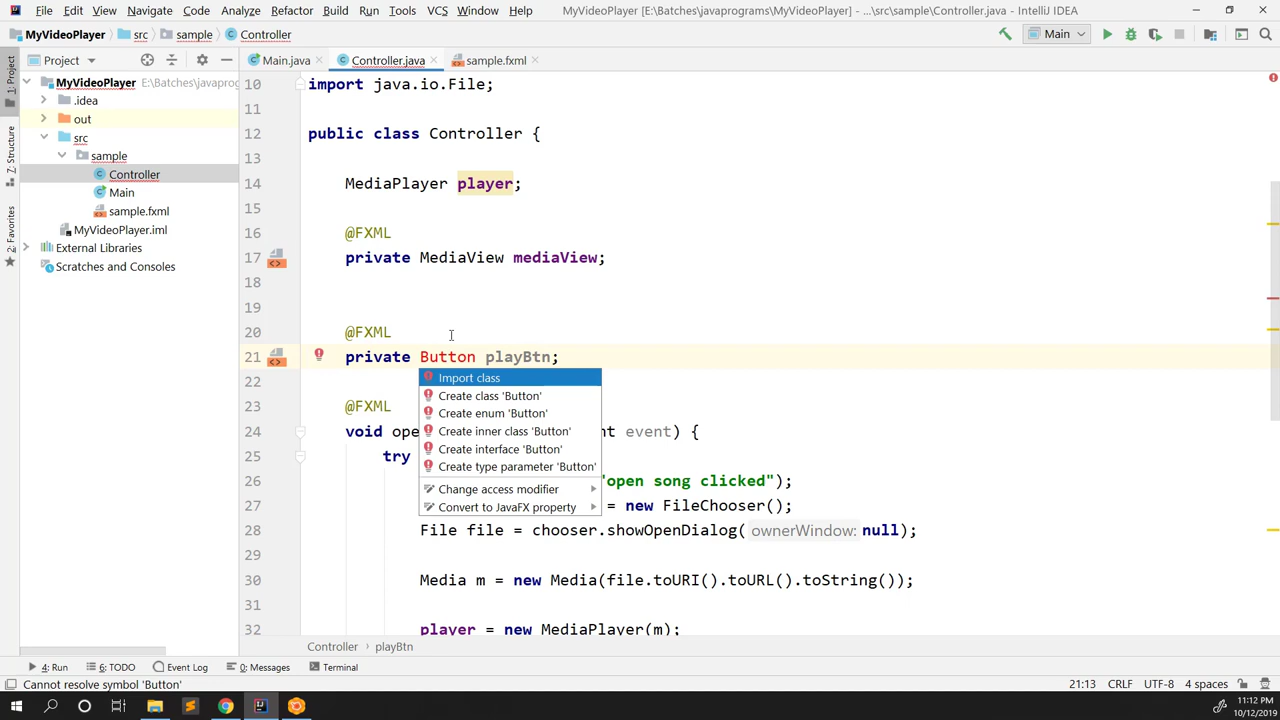 File Edit View Navigate Code Analyze Refactor Build Run Tools VCS Window Help MyVideoPlayer [E:\Batches\javaprograms\MyVideoPlayer] - ...\src\sample\Controller.java - IntelliJ IDEA
MyVideoPlayer src sample Controller Main
1: Project
Z: Structure
2: Favorites
Project
MyVideoPlayer E:\Batches\javaprog
.idea
out
src
sample
Controller
Main
sample.fxml
MyVideoPlayer.iml
External Libraries
Scratches and Consoles
Main.java Controller.java sample.fxml
10 import java.io.File;
11
12 public class Controller {
13
14 MediaPlayer player;
15
16 @FXML
17 private MediaView mediaView;
18
19
20 @FXML
21 private Button playBtn;
22
23 @FXML
24 void ope nt event) {
25 try
26 "open song clicked");
27 = new FileChooser();
28 File file = chooser.showOpenDialog( ownerWindow: null);
29
30 Media m = new Media(file.toURI().toURL().toString());
31
32 player = new MediaPlayer(m);
Import class
Create class 'Button'
Create enum 'Button'
Create inner class 'Button'
Create interface 'Button'
Create type parameter 'Button'
Change access modifier
Convert to JavaFX property
Controller playBtn
4: Run 6: TODO Event Log 0: Messages Terminal
Cannot resolve symbol 'Button' 21:13 CRLF UTF-8 4 spaces
11:12 PM
10/12/2019